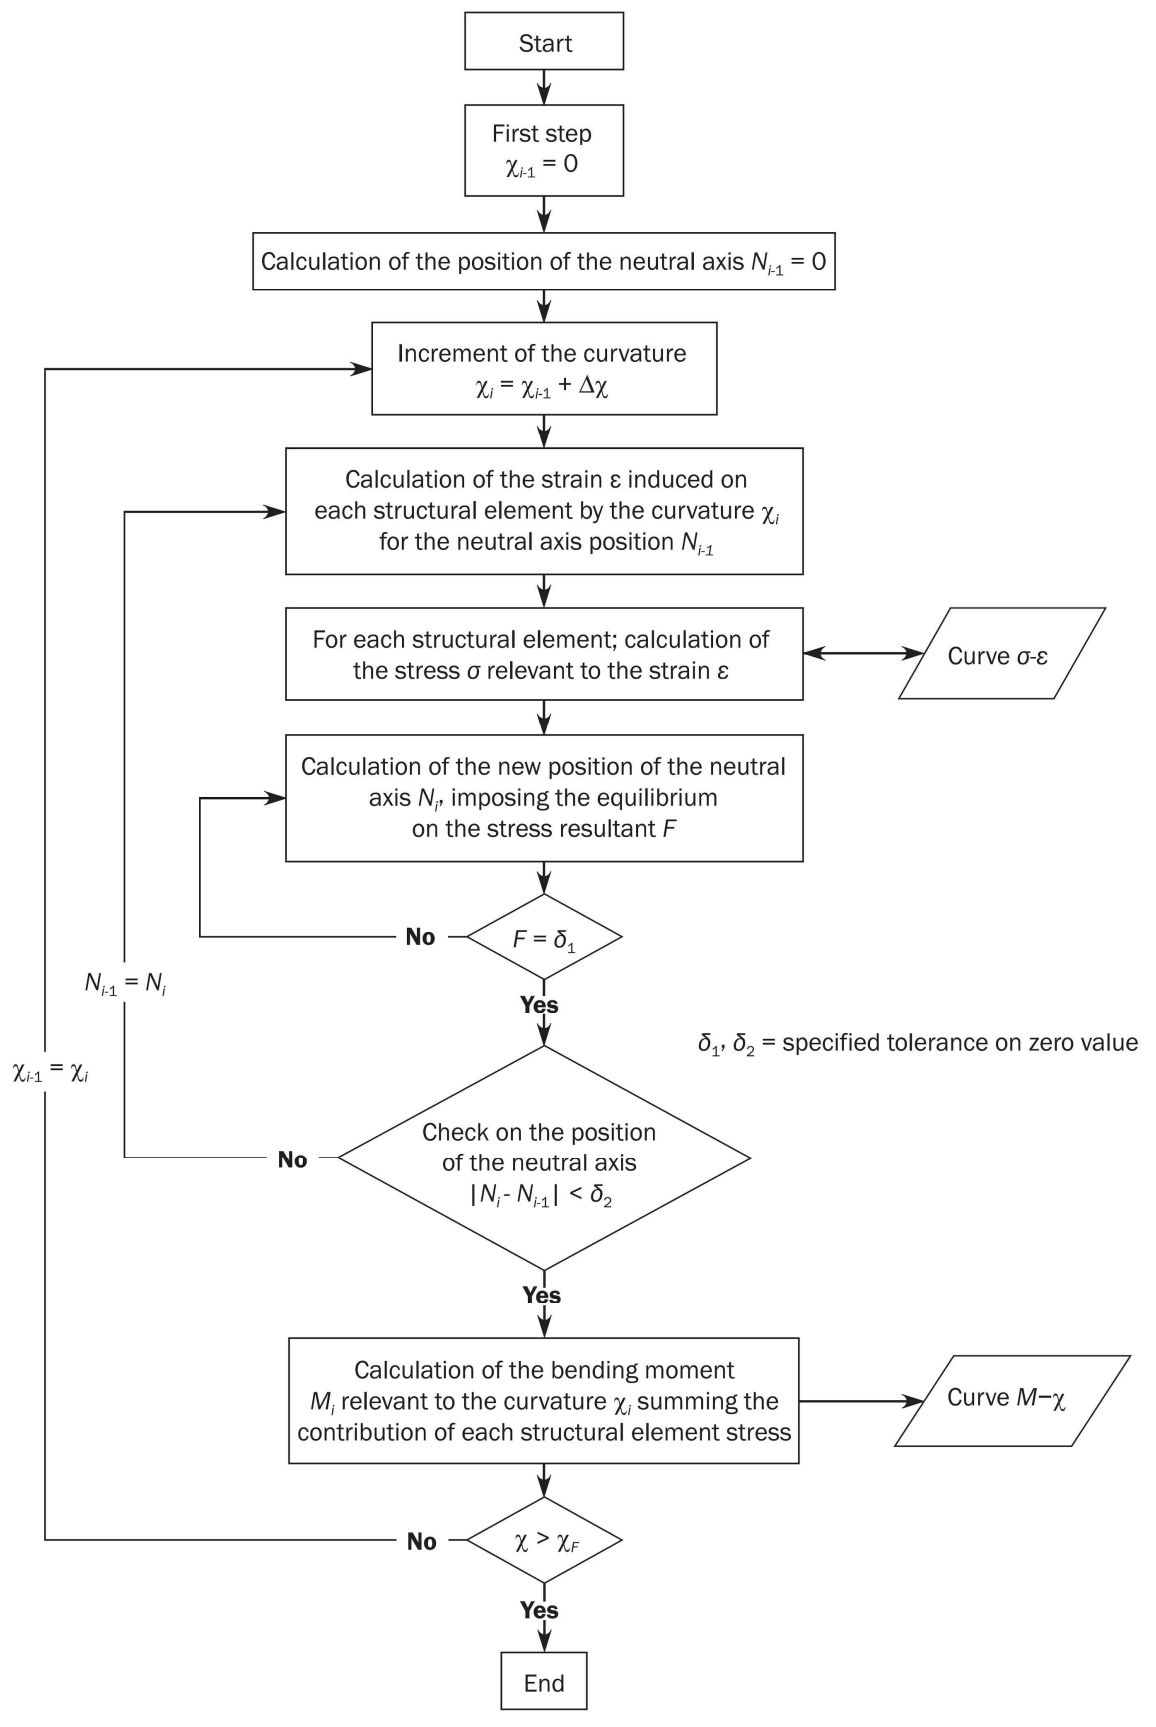 Start
First step
χi-1 = 0
Calculation of the position of the neutral axis Ni-1 = 0
Increment of the curvature
χi = χi-1 + Δχ
Calculation of the strain ε induced on
each structural element by the curvature χi
for the neutral axis position Ni-1
For each structural element; calculation of
the stress σ relevant to the strain ε
Curve σ-ε
Calculation of the new position of the neutral
axis Ni, imposing the equilibrium
on the stress resultant F
No
F = δ1
Ni-1 = Ni
Yes
δ1, δ2 = specified tolerance on zero value
χi-1 = χi
Check on the position
of the neutral axis
|Ni - Ni-1| < δ2
No
Yes
Calculation of the bending moment
Mi relevant to the curvature χi summing the
contribution of each structural element stress
Curve M–χ
No
χ > χF
Yes
End